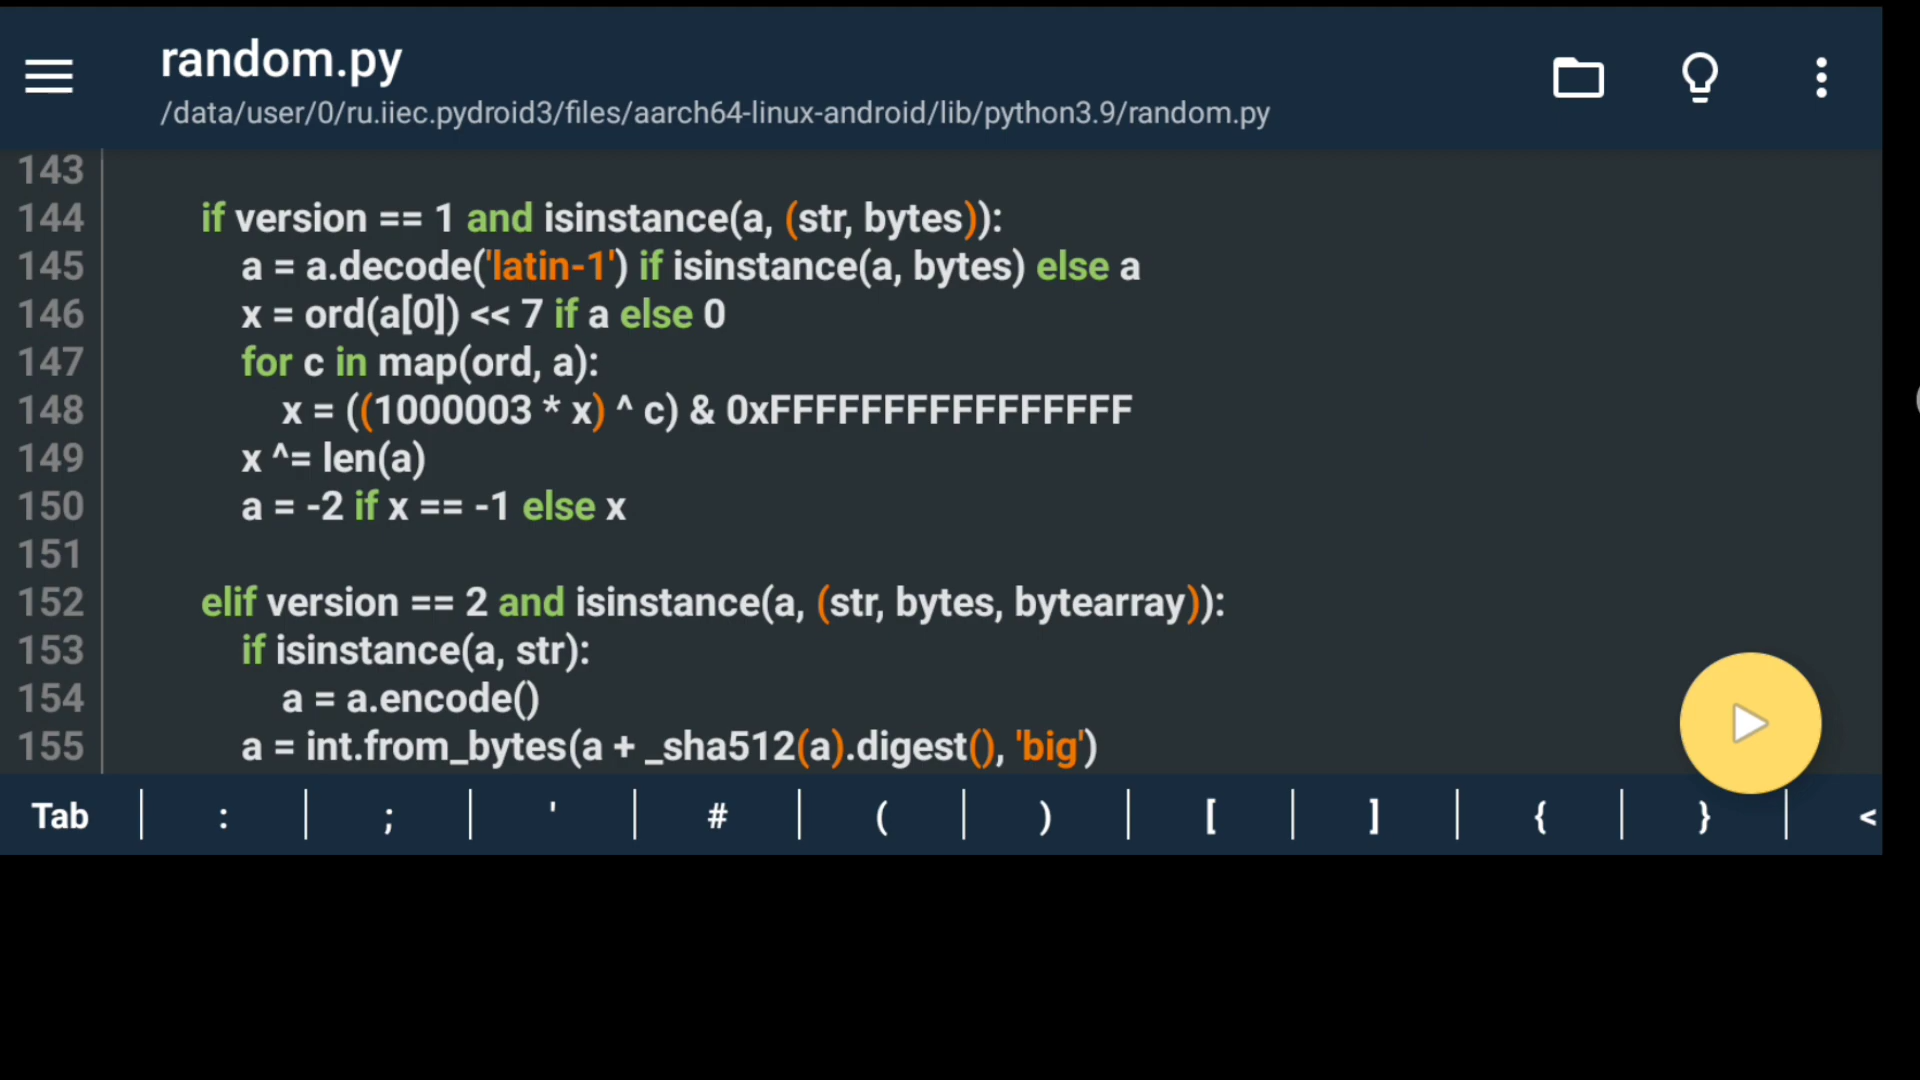 random.py
/data/user/0/ru.iiec.pydroid3/files/aarch64-linux-android/lib/python3.9/random.py
143
144 if version == 1 and isinstance(a, (str, bytes)):
145 a = a.decode('latin-1') if isinstance(a, bytes) else a
146 x = ord(a[0]) << 7 if a else 0
147 for c in map(ord, a):
148 x = ((1000003 * x) ^ c) & 0xFFFFFFFFFFFFFFFF
149 x ^= len(a)
150 a = -2 if x == -1 else x
151
152 elif version == 2 and isinstance(a, (str, bytes, bytearray)):
153 if isinstance(a, str):
154 a = a.encode()
155 a = int.from_bytes(a + _sha512(a).digest(), 'big')
Tab | : | ; | ' | # | ( | ) | [ | ] | { | } | <